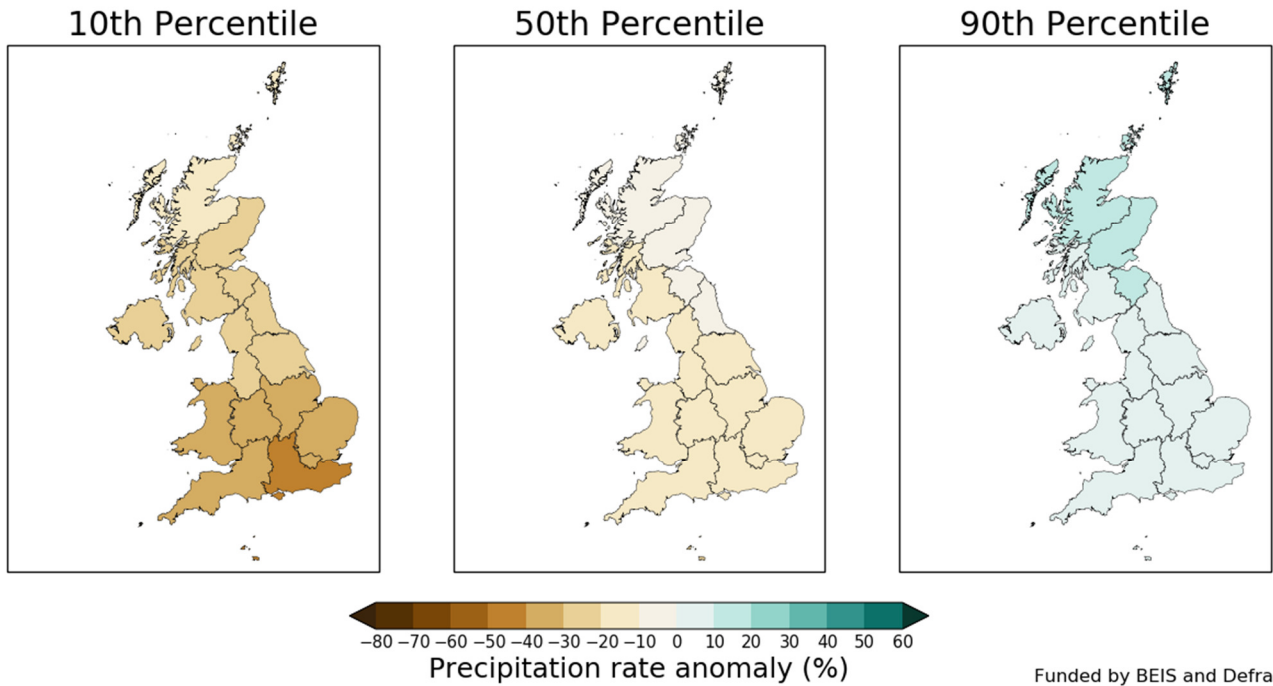 10th Percentile 50th Percentile 90th Percentile
−80 −70 −60 −50 −40 −30 −20 −10 0 10 20 30 40 50 60
Precipitation rate anomaly (%)
Funded by BEIS and Defra